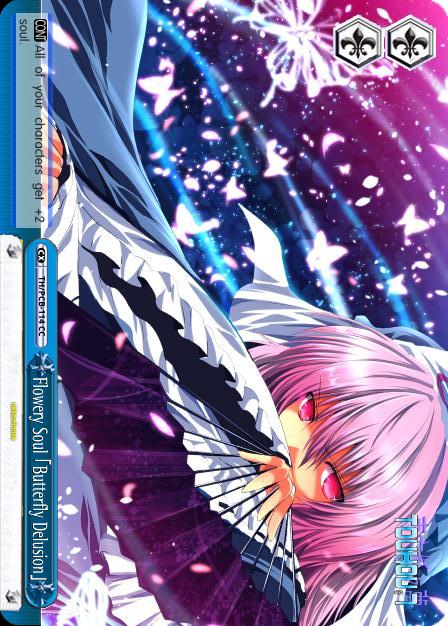 CONT All of your characters get +2
soul.
CX TH/PCB-114 CC
Flowery Soul「Butterfly Delusion」
TOUHOU